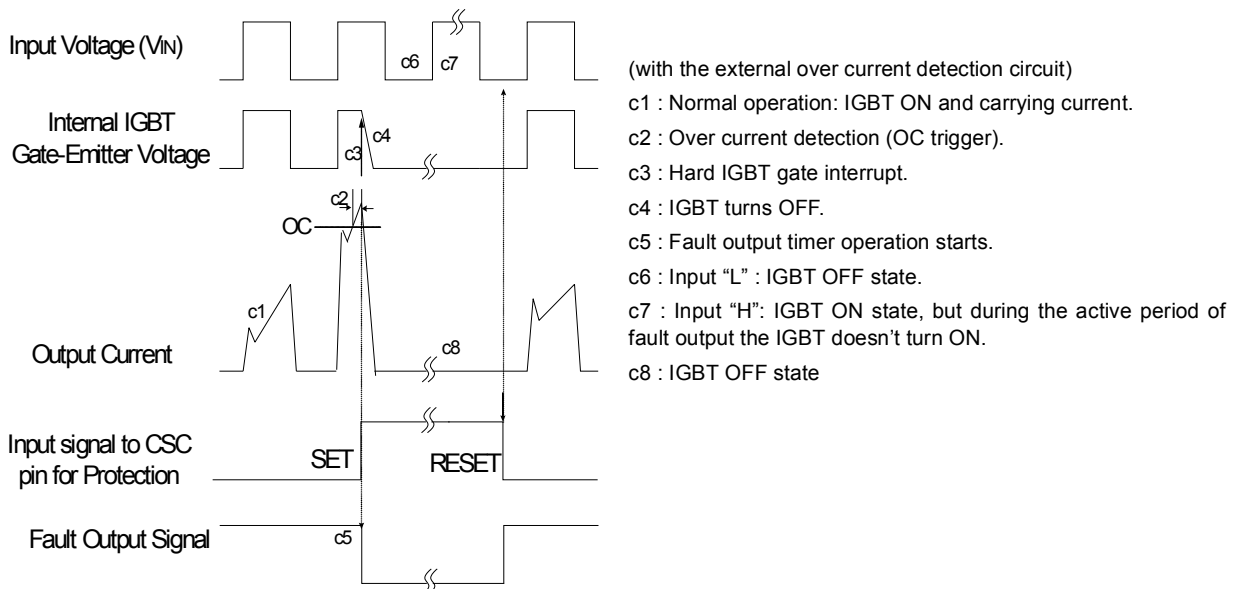 Input Voltage (VIN)
c6
c7
Internal IGBT
Gate-Emitter Voltage
c4
c3
c2
OC
c1
Output Current
c8
Input signal to CSC
pin for Protection
SET
RESET
Fault Output Signal
c5
(with the external over current detection circuit)
c1 : Normal operation: IGBT ON and carrying current.
c2 : Over current detection (OC trigger).
c3 : Hard IGBT gate interrupt.
c4 : IGBT turns OFF.
c5 : Fault output timer operation starts.
c6 : Input “L” : IGBT OFF state.
c7 : Input “H”: IGBT ON state, but during the active period of
fault output the IGBT doesn’t turn ON.
c8 : IGBT OFF state